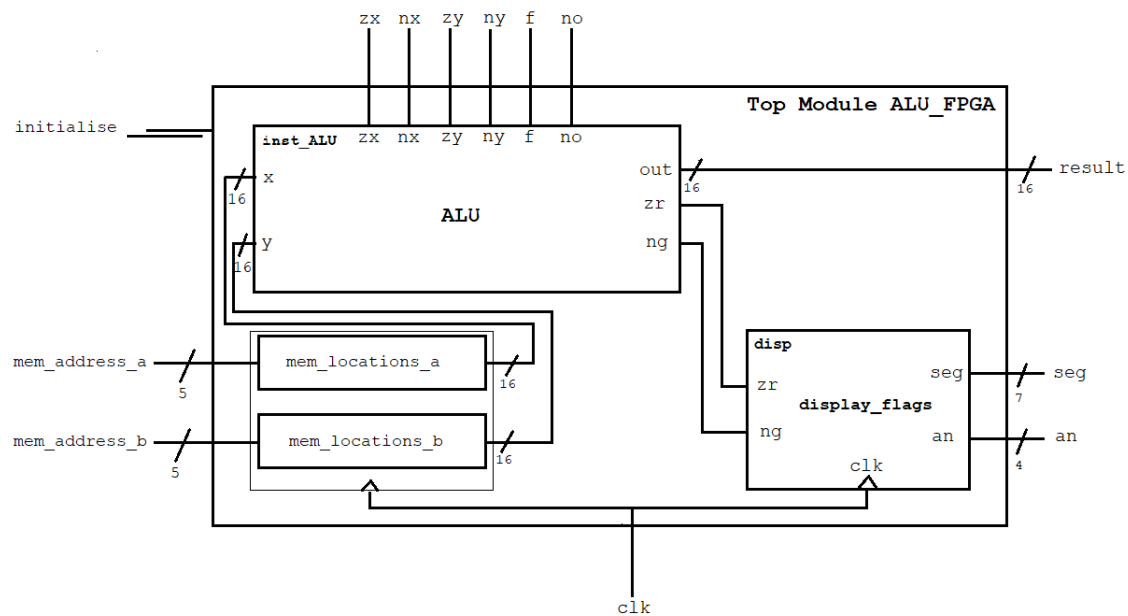 zx nx zy ny f no
Top Module ALU_FPGA
initialise
inst_ALU
zx nx zy ny f no
x
16
out
16
16
result
ALU
zr
y
16
ng
disp
mem_address_a
5
mem_locations_a
16
zr
seg
7
seg
display_flags
mem_address_b
5
mem_locations_b
16
ng
an
4
an
clk
clk